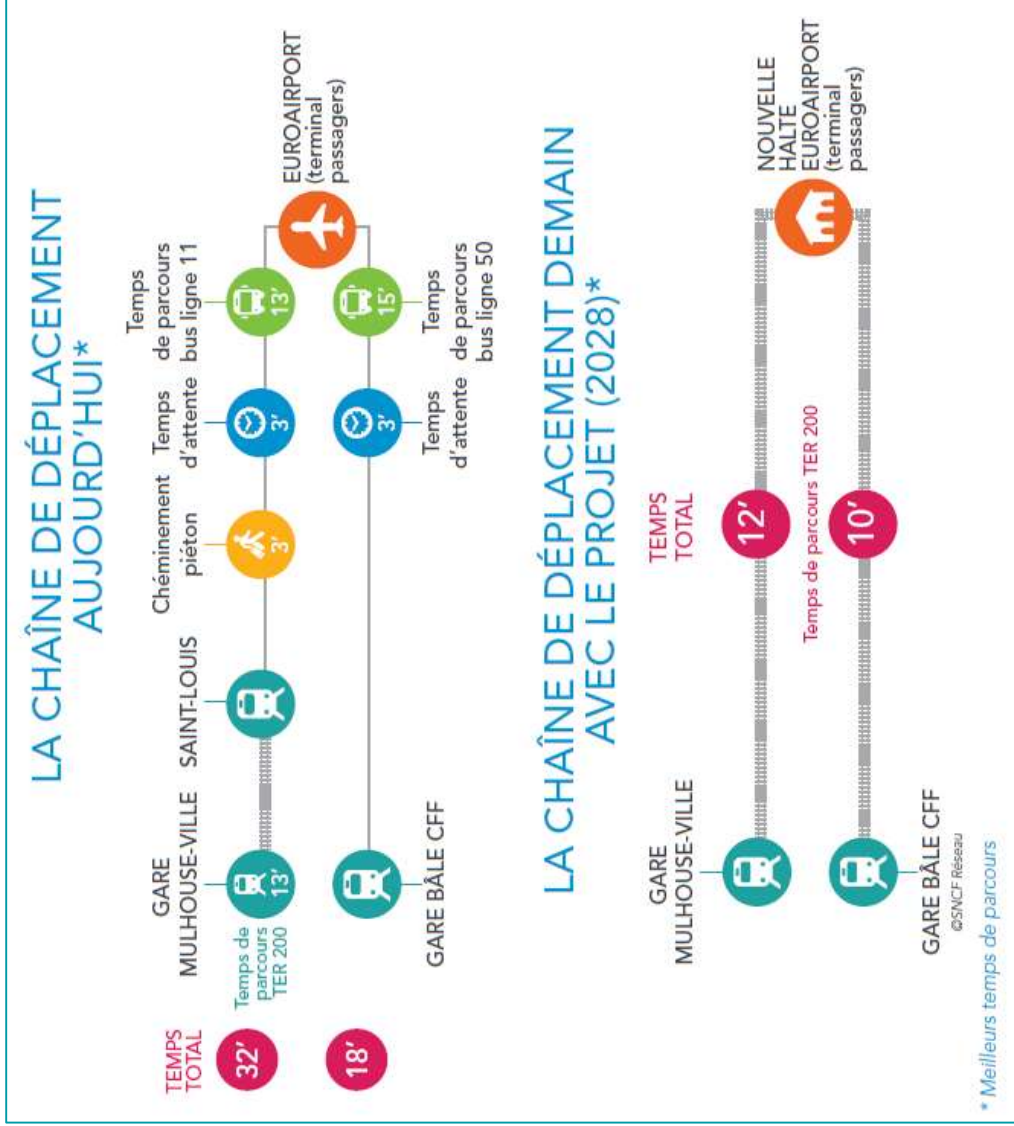 LA CHAÎNE DE DÉPLACEMENT
AUJOURD'HUI*
TEMPS
TOTAL
32'
18'
GARE
MULHOUSE-VILLE
Temps de
parcours
TER 200
13'
SAINT-LOUIS
Chéminement
piéton
3'
Temps
d'attente
3'
Temps
de parcours
bus ligne 11
13'
EUROAIRPORT
(terminal
passagers)
GARE BÂLE CFF
3'
Temps
d'attente
15'
Temps
de parcours
bus ligne 50
LA CHAÎNE DE DÉPLACEMENT DEMAIN
AVEC LE PROJET (2028)*
GARE
MULHOUSE-VILLE
TEMPS
TOTAL
12'
Temps de parcours TER 200
10'
NOUVELLE
HALTE
EUROAIRPORT
(terminal
passagers)
GARE BÂLE CFF
©SNCF Réseau
* Meilleurs temps de parcours